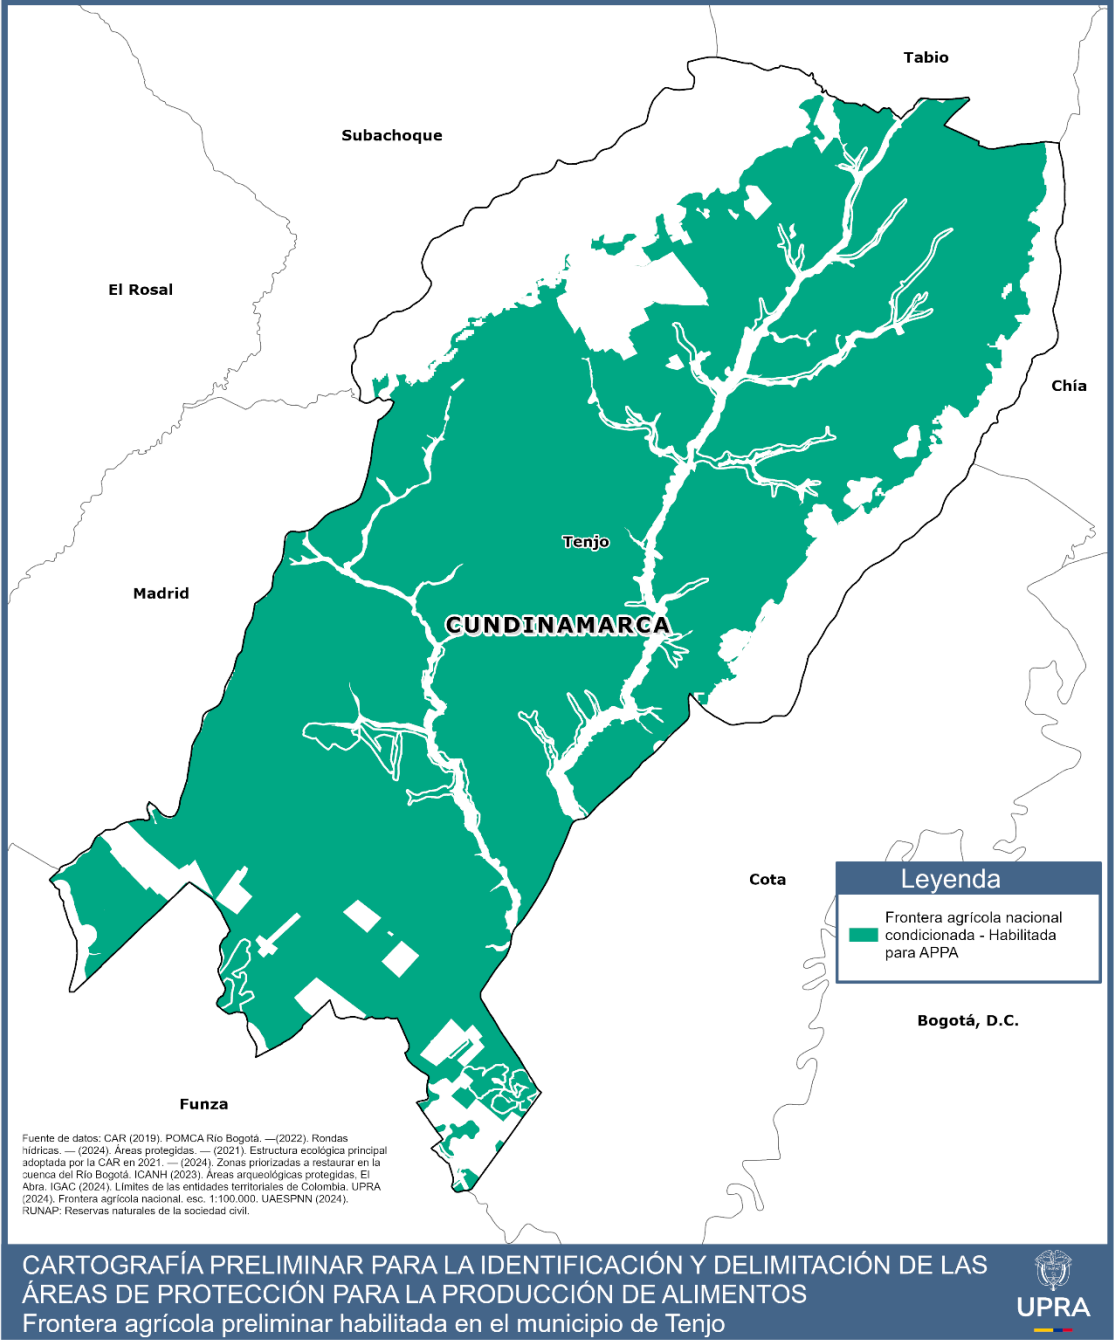 Tabio
Subachoque
El Rosal
Chía
Tenjo
Madrid
CUNDINAMARCA
Cota
Leyenda
Frontera agrícola nacional
condicionada - Habilitada
para APPA
Bogotá, D.C.
Funza
Fuente de datos: CAR (2019). POMCA Río Bogotá. —(2022). Rondas
hídricas. — (2024). Áreas protegidas. — (2021). Estructura ecológica principal
adoptada por la CAR en 2021. — (2024). Zonas priorizadas a restaurar en la
cuenca del Río Bogotá. ICANH (2023). Áreas arqueológicas protegidas, El
Abra. IGAC (2024). Límites de las entidades territoriales de Colombia. UPRA
(2024). Frontera agrícola nacional. esc. 1:100.000. UAESPNN (2024).
RUNAP: Reservas naturales de la sociedad civil.
CARTOGRAFÍA PRELIMINAR PARA LA IDENTIFICACIÓN Y DELIMITACIÓN DE LAS
ÁREAS DE PROTECCIÓN PARA LA PRODUCCIÓN DE ALIMENTOS
Frontera agrícola preliminar habilitada en el municipio de Tenjo
UPRA